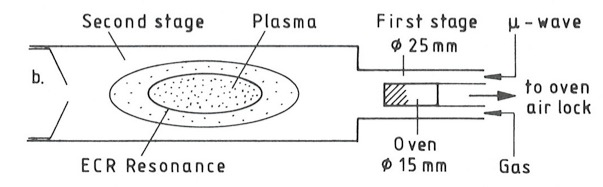 Second stage
Plasma
First stage
ϕ 25 mm
μ - wave
b.
to oven
air lock
ECR Resonance
Oven
ϕ 15 mm
Gas